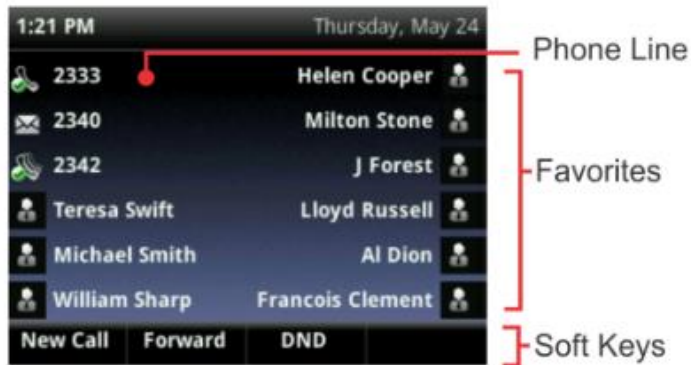 1:21 PM Thursday, May 24
Phone Line
2333 Helen Cooper
2340 Milton Stone
2342 J Forest
Favorites
Teresa Swift Lloyd Russell
Michael Smith Al Dion
William Sharp Francois Clement
New Call Forward DND
Soft Keys